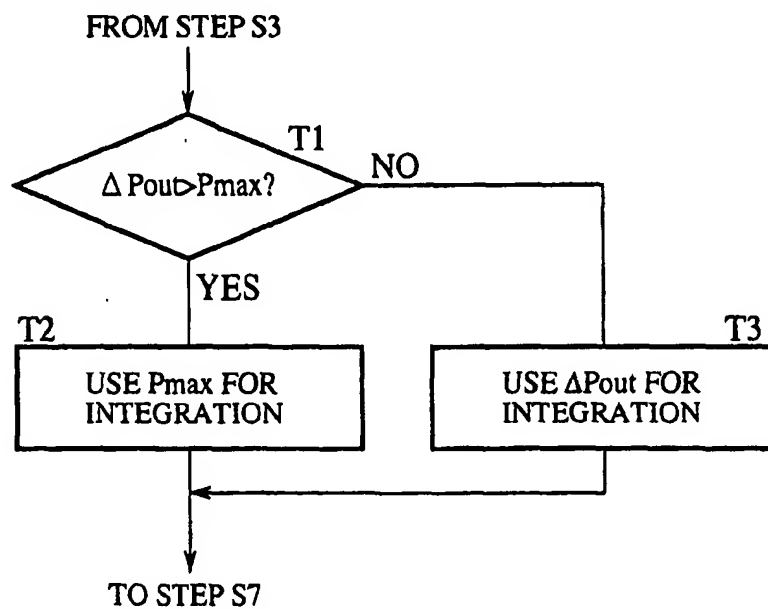 FROM STEP S3
T1
Δ Pout>Pmax?
NO
YES
T2
USE Pmax FOR
INTEGRATION
T3
USE ΔPout FOR
INTEGRATION
TO STEP S7